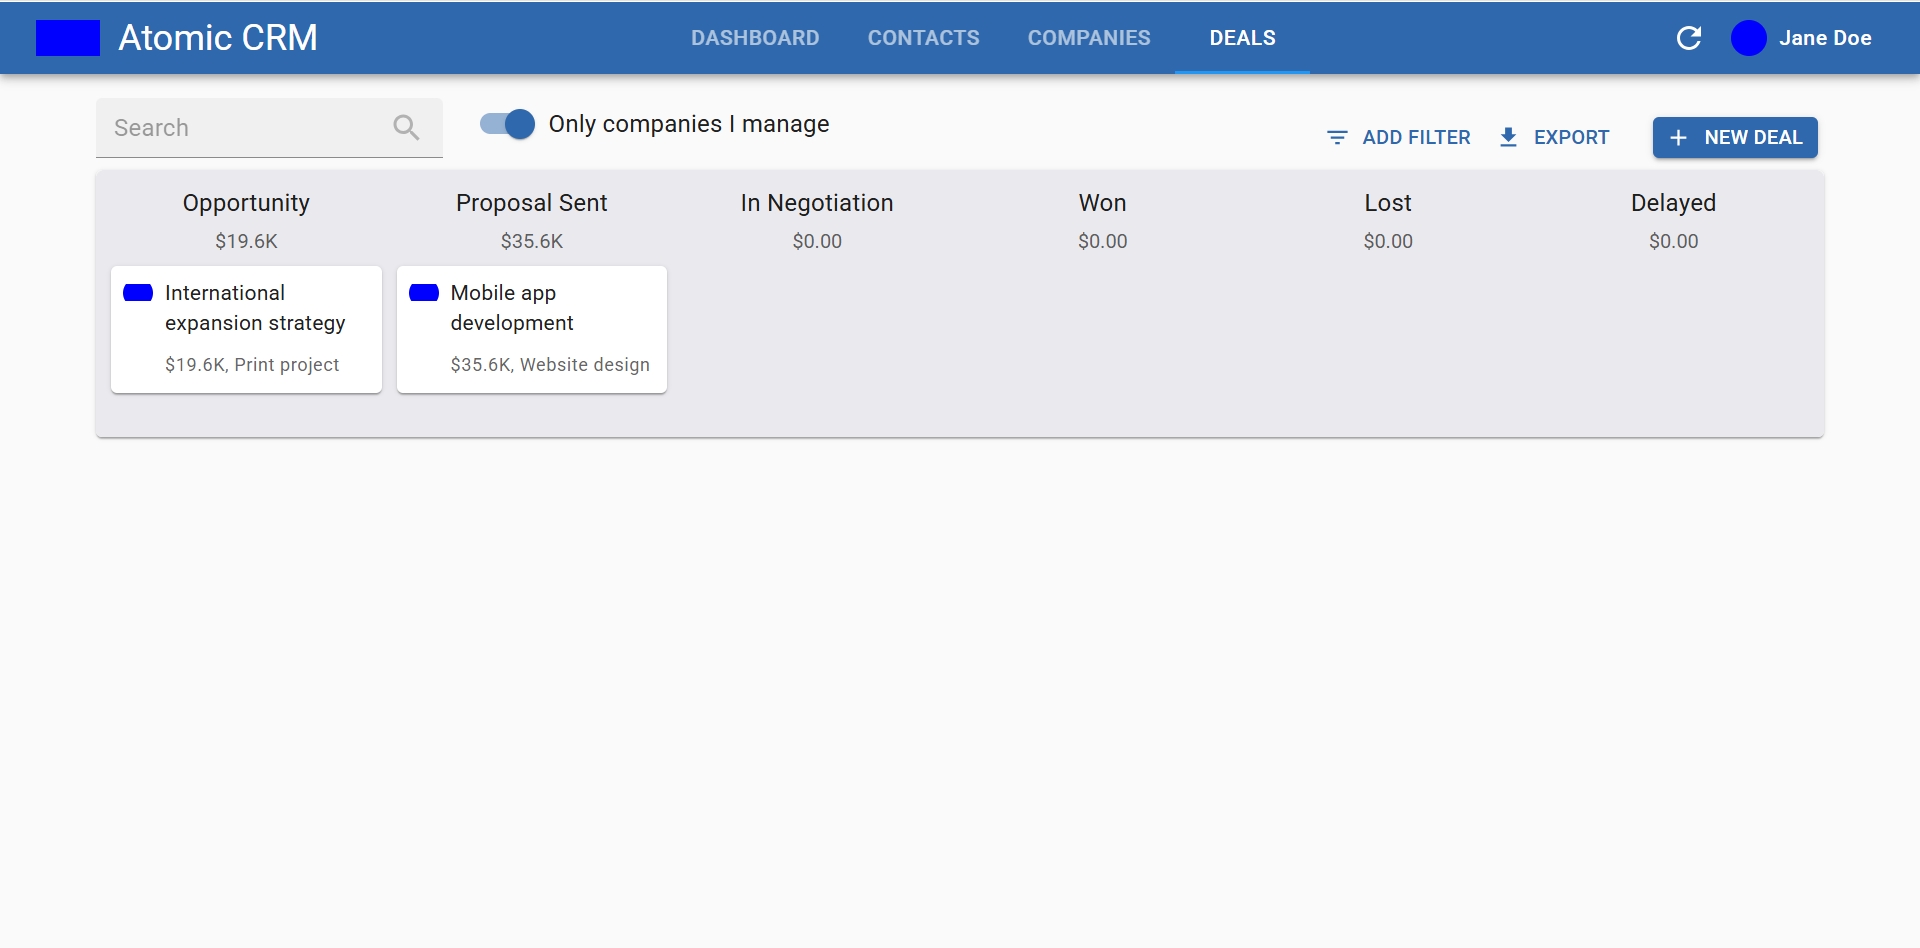 Atomic CRM
DASHBOARD
CONTACTS
COMPANIES
DEALS
Jane Doe
Search
Only companies I manage
ADD FILTER
EXPORT
NEW DEAL
Opportunity
$19.6K
International
expansion strategy
$19.6K, Print project
Proposal Sent
$35.6K
Mobile app
development
$35.6K, Website design
In Negotiation
$0.00
Won
$0.00
Lost
$0.00
Delayed
$0.00